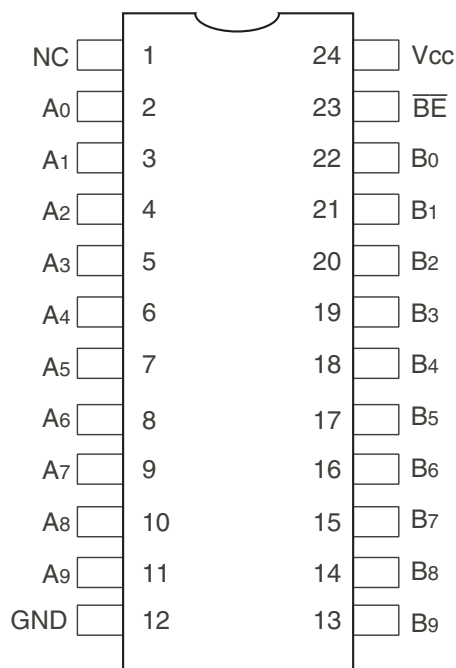 NC 1 24 Vcc
A0 2 23 B̅E̅
A1 3 22 B0
A2 4 21 B1
A3 5 20 B2
A4 6 19 B3
A5 7 18 B4
A6 8 17 B5
A7 9 16 B6
A8 10 15 B7
A9 11 14 B8
GND 12 13 B9